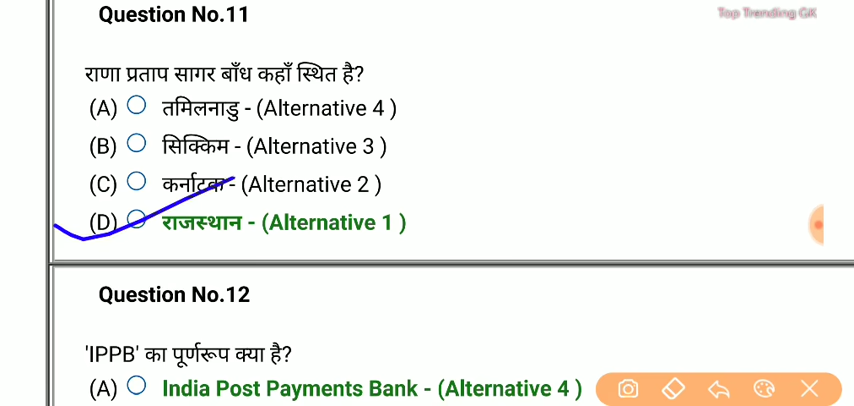 Question No.11
Top Trending GK
राणा प्रताप सागर बाँध कहाँ स्थित है?
(A) तमिलनाडु - (Alternative 4 )
(B) सिक्किम - (Alternative 3 )
(C) कर्नाटक - (Alternative 2 )
(D) राजस्थान - (Alternative 1 )
Question No.12
'IPPB' का पूर्णरूप क्या है?
(A) India Post Payments Bank - (Alternative 4 )